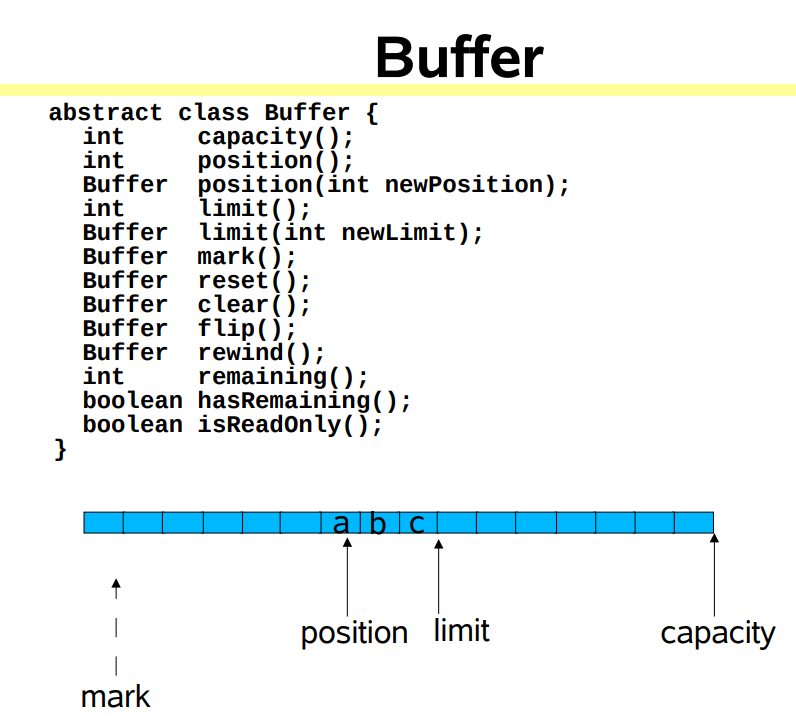 Buffer
abstract class Buffer {
int capacity();
int position();
Buffer position(int newPosition);
int limit();
Buffer limit(int newLimit);
Buffer mark();
Buffer reset();
Buffer clear();
Buffer flip();
Buffer rewind();
int remaining();
boolean hasRemaining();
boolean isReadOnly();
}
a b c
position limit capacity
mark